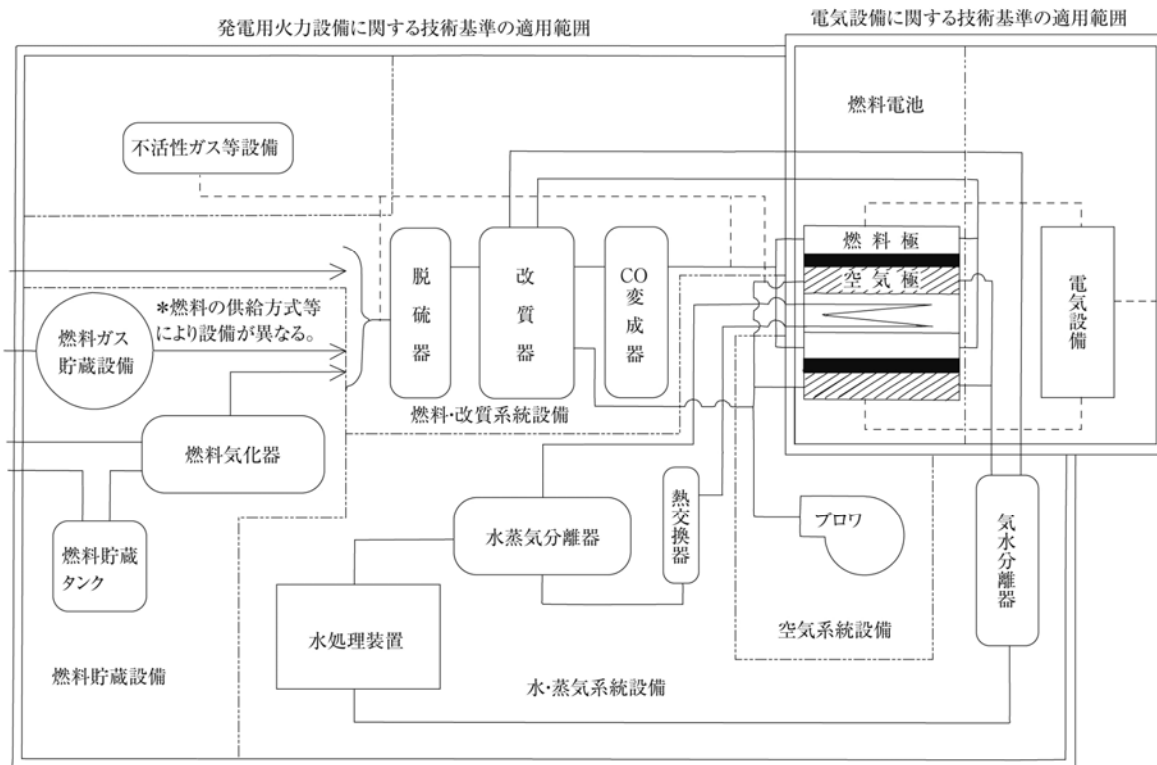 発電用火力設備に関する技術基準の適用範囲
電気設備に関する技術基準の適用範囲
燃料電池
不活性ガス等設備
脱硫器
改質器
CO変成器
燃料極
空気極
電気設備
*燃料の供給方式等
により設備が異なる。
燃料ガス
貯蔵設備
燃料・改質系統設備
燃料気化器
水蒸気分離器
熱交換器
ブロワ
気水分離器
燃料貯蔵
タンク
水処理装置
空気系統設備
燃料貯蔵設備
水・蒸気系統設備